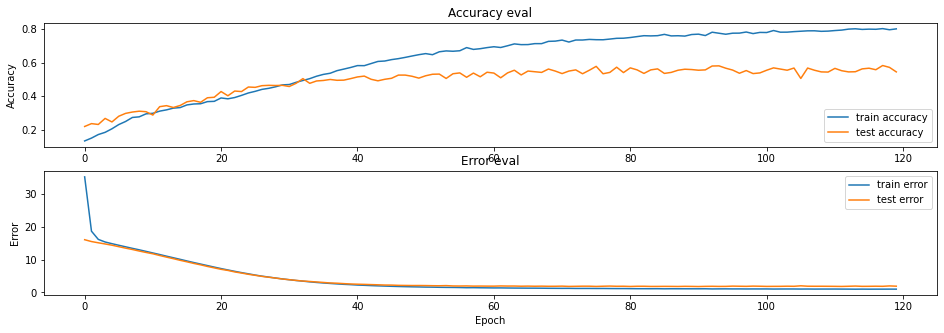 Accuracy eval
0.8
0.6
0.4
0.2
Accuracy
train accuracy
test accuracy
0 20 40 60 80 100 120
Error eval
30
20
10
0
Error
train error
test error
0 20 40 60 80 100 120
Epoch